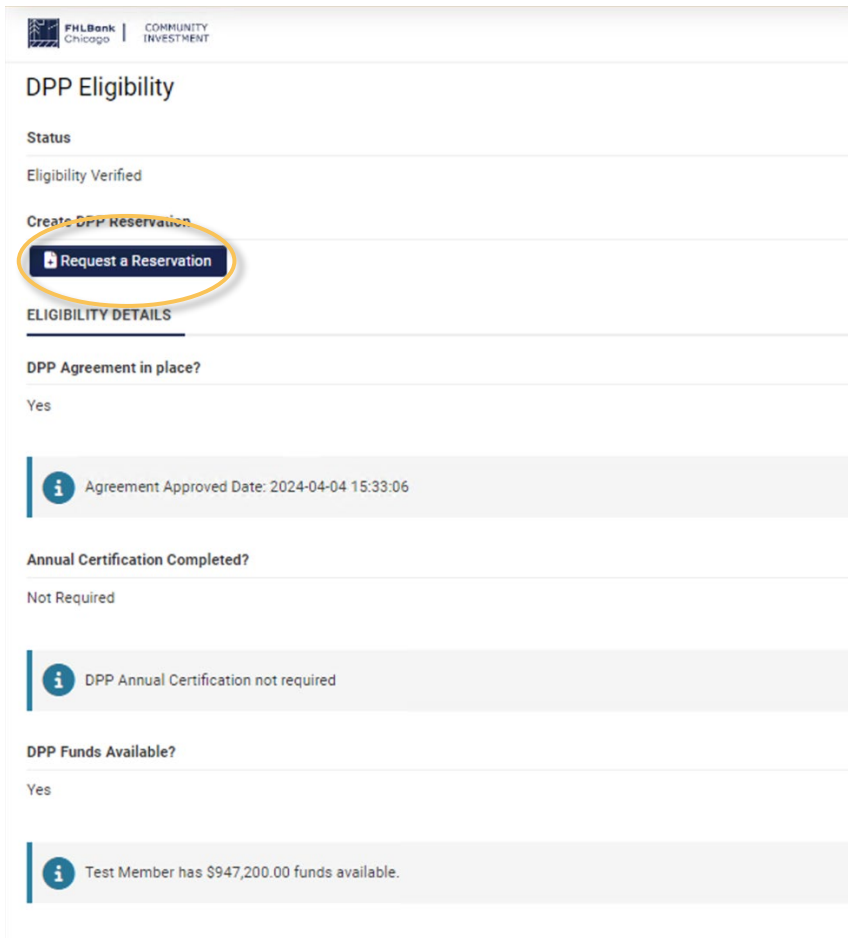 FHLBank
Chicago
COMMUNITY
INVESTMENT
DPP Eligibility
Status
Eligibility Verified
Create DPP Reservation
Request a Reservation
ELIGIBILITY DETAILS
DPP Agreement in place?
Yes
Agreement Approved Date: 2024-04-04 15:33:06
Annual Certification Completed?
Not Required
DPP Annual Certification not required
DPP Funds Available?
Yes
Test Member has $947,200.00 funds available.